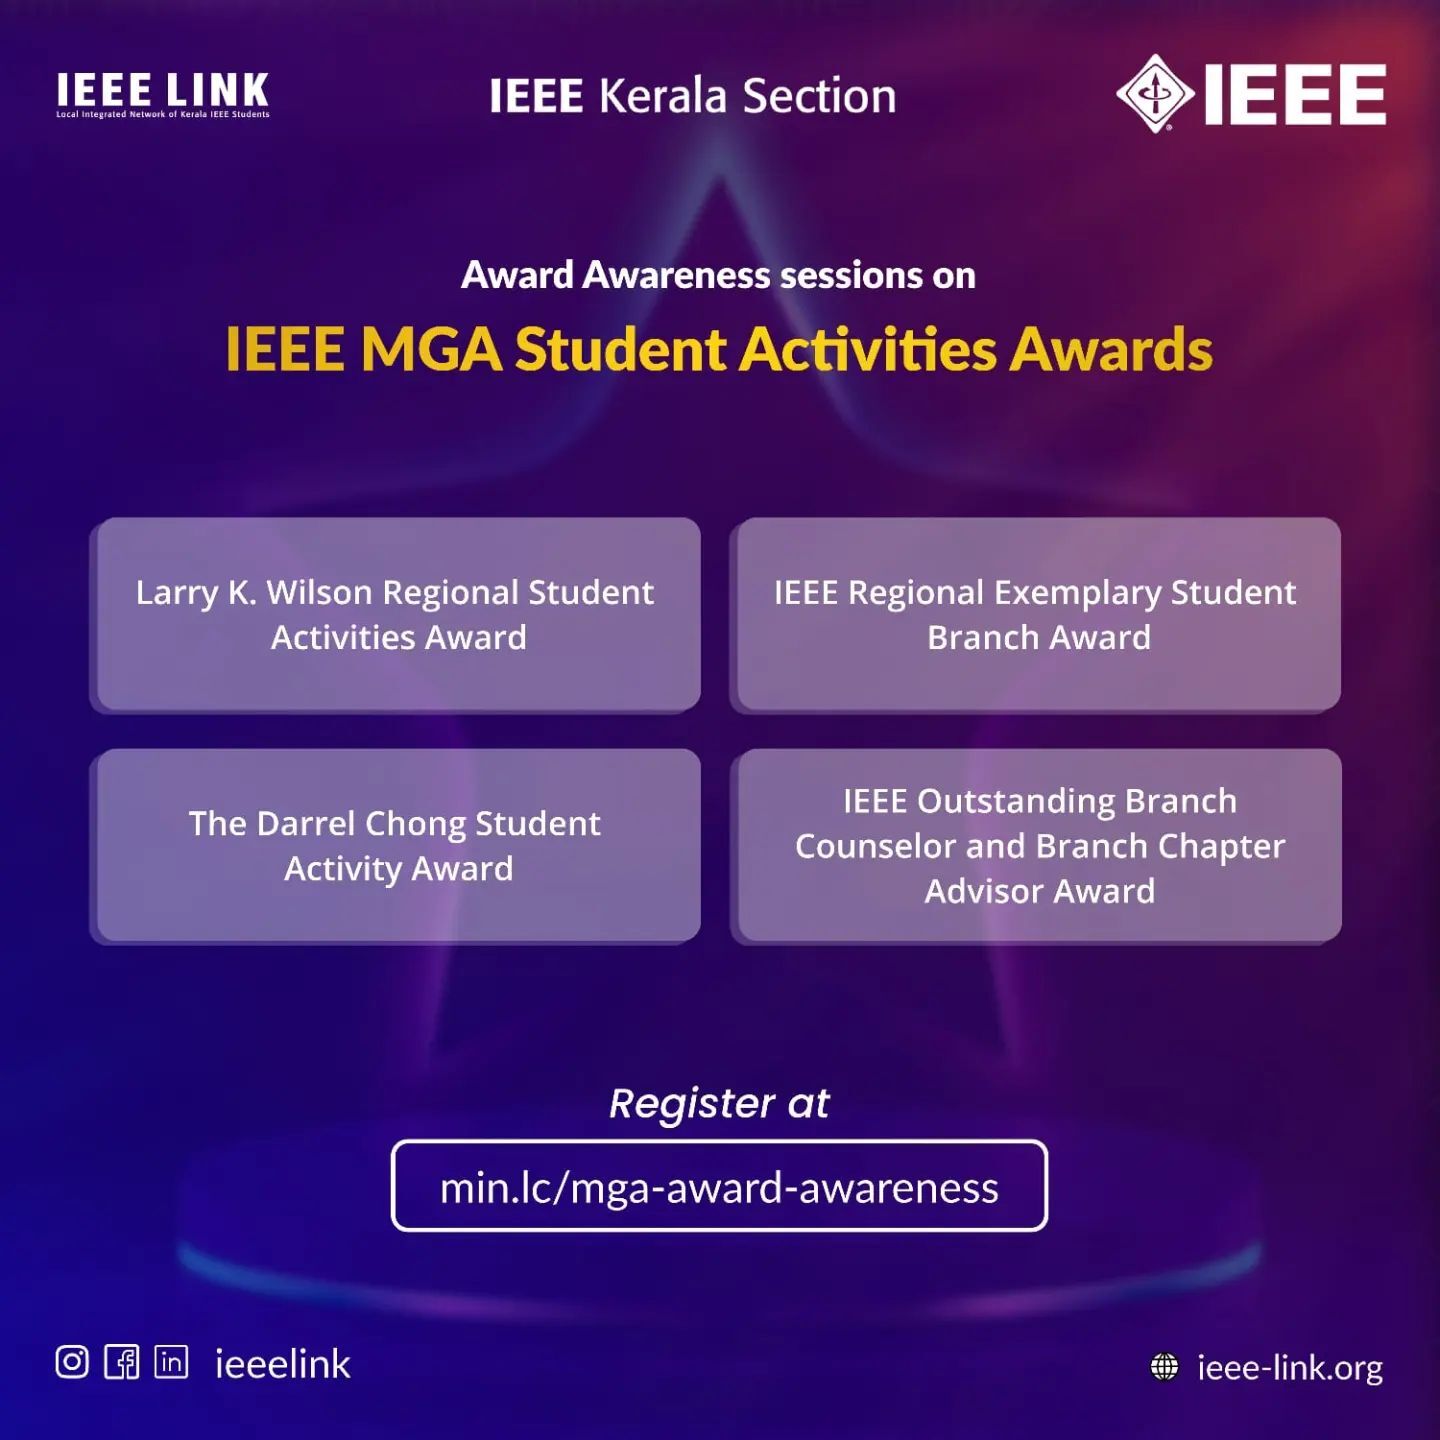 IEEE LINK
Local Integrated Network of Kerala IEEE Students
IEEE Kerala Section
IEEE
Award Awareness sessions on
IEEE MGA Student Activities Awards
Larry K. Wilson Regional Student
Activities Award
IEEE Regional Exemplary Student
Branch Award
The Darrel Chong Student
Activity Award
IEEE Outstanding Branch
Counselor and Branch Chapter
Advisor Award
Register at
min.lc/mga-award-awareness
ieeelink
ieee-link.org